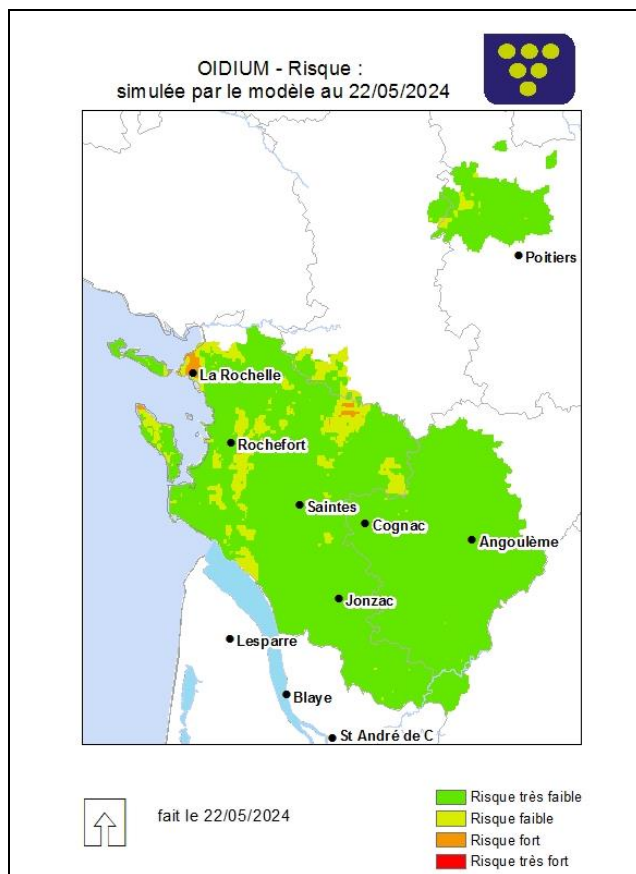 OIDIUM - Risque :
simulée par le modèle au 22/05/2024
Poitiers
La Rochelle
Rochefort
Saintes
Cognac
Angoulême
Jonzac
Lesparre
Blaye
St André de C
fait le 22/05/2024
Risque très faible
Risque faible
Risque fort
Risque très fort